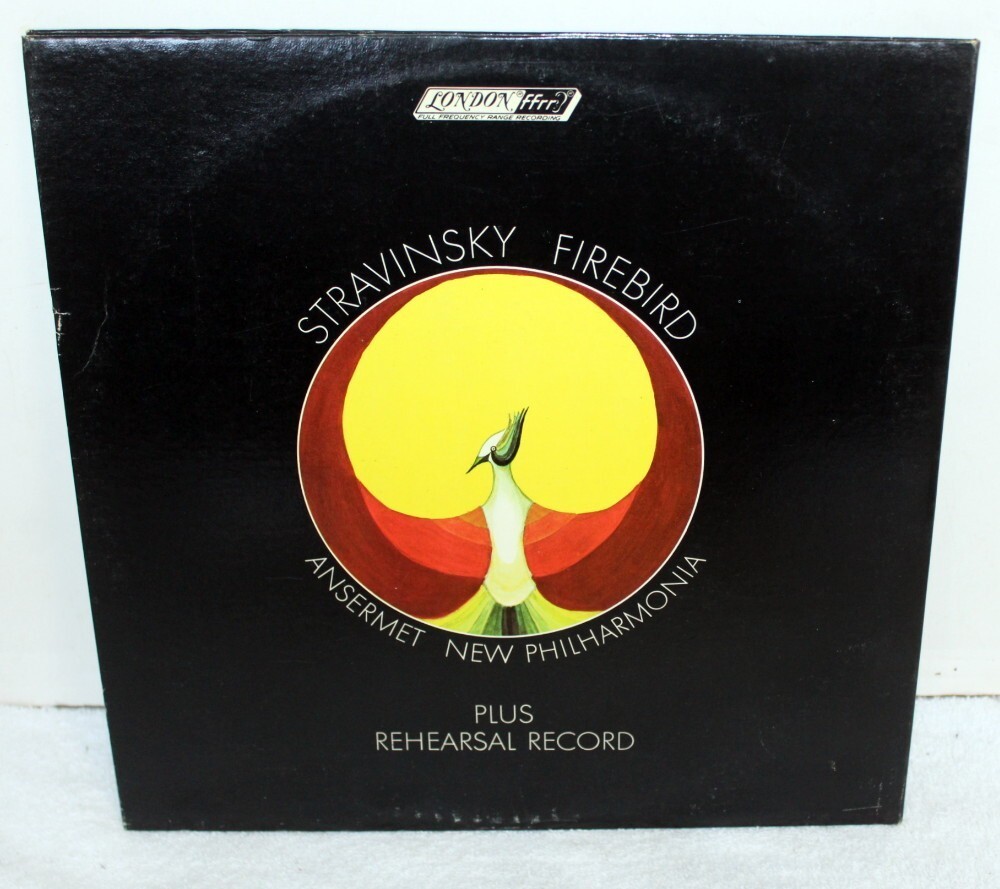 LONDON ffrr
FULL FREQUENCY RANGE RECORDING
STRAVINSKY FIREBIRD
ANSERMET NEW PHILHARMONIA
PLUS
REHEARSAL RECORD